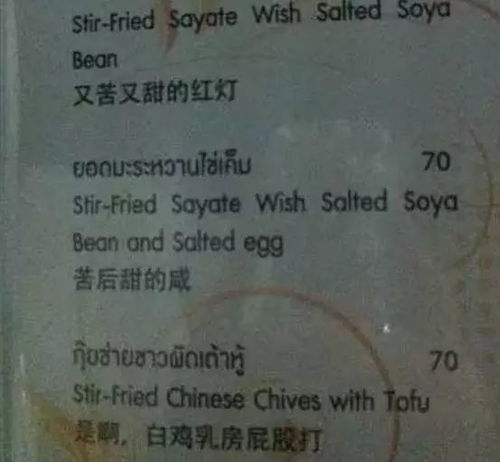 Stir-Fried Sayate Wish Salted Soya
Bean
又苦又甜的红灯
ยอดมะระหวานไข่เค็ม 70
Stir-Fried Sayate Wish Salted Soya
Bean and Salted egg
苦后甜的咸
กุ๊ยช่ายขาวผัดเต้าหู้ 70
Stir-Fried Chinese Chives with Tofu
是啊，白鸡乳房屁股打